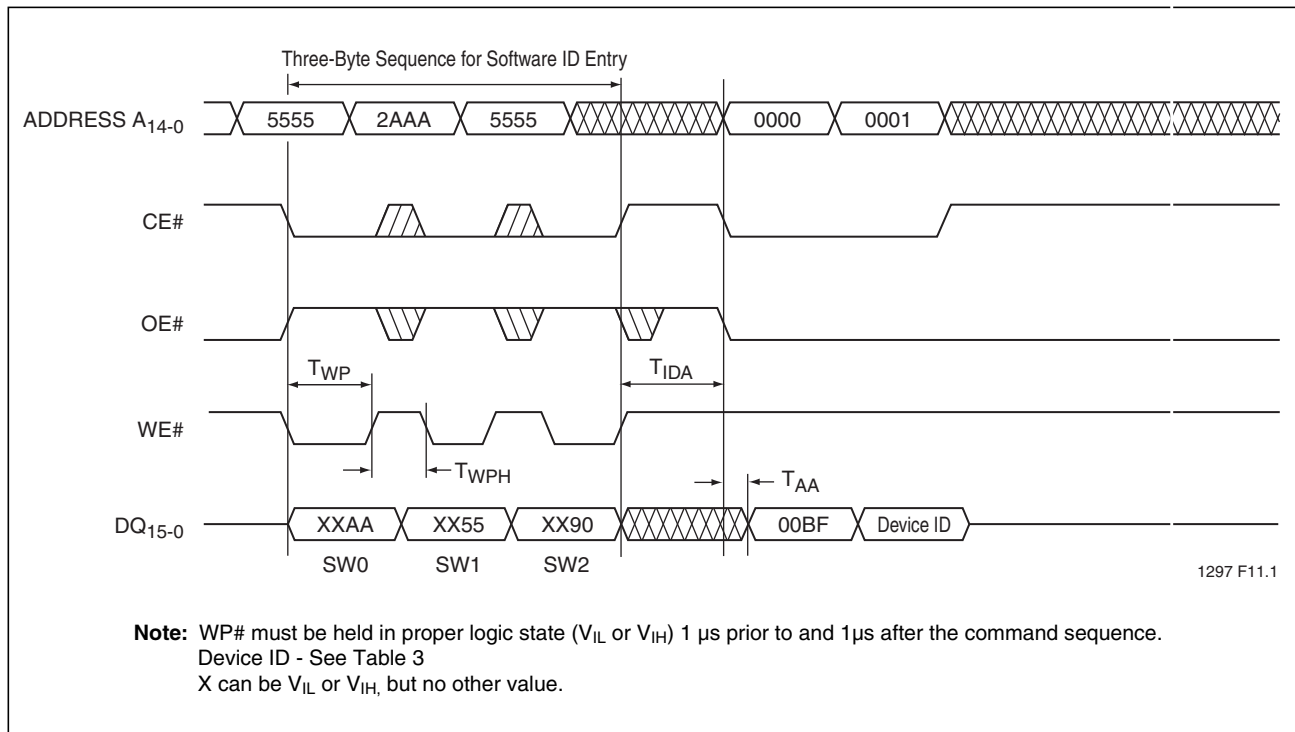 Three-Byte Sequence for Software ID Entry
ADDRESS A14-0
5555 2AAA 5555 0000 0001
CE#
OE#
TWP TIDA
WE#
TWPH TAA
DQ15-0
XXAA XX55 XX90 00BF Device ID
SW0 SW1 SW2
1297 F11.1
Note: WP# must be held in proper logic state (VIL or VIH) 1 µs prior to and 1µs after the command sequence.
Device ID - See Table 3
X can be VIL or VIH, but no other value.